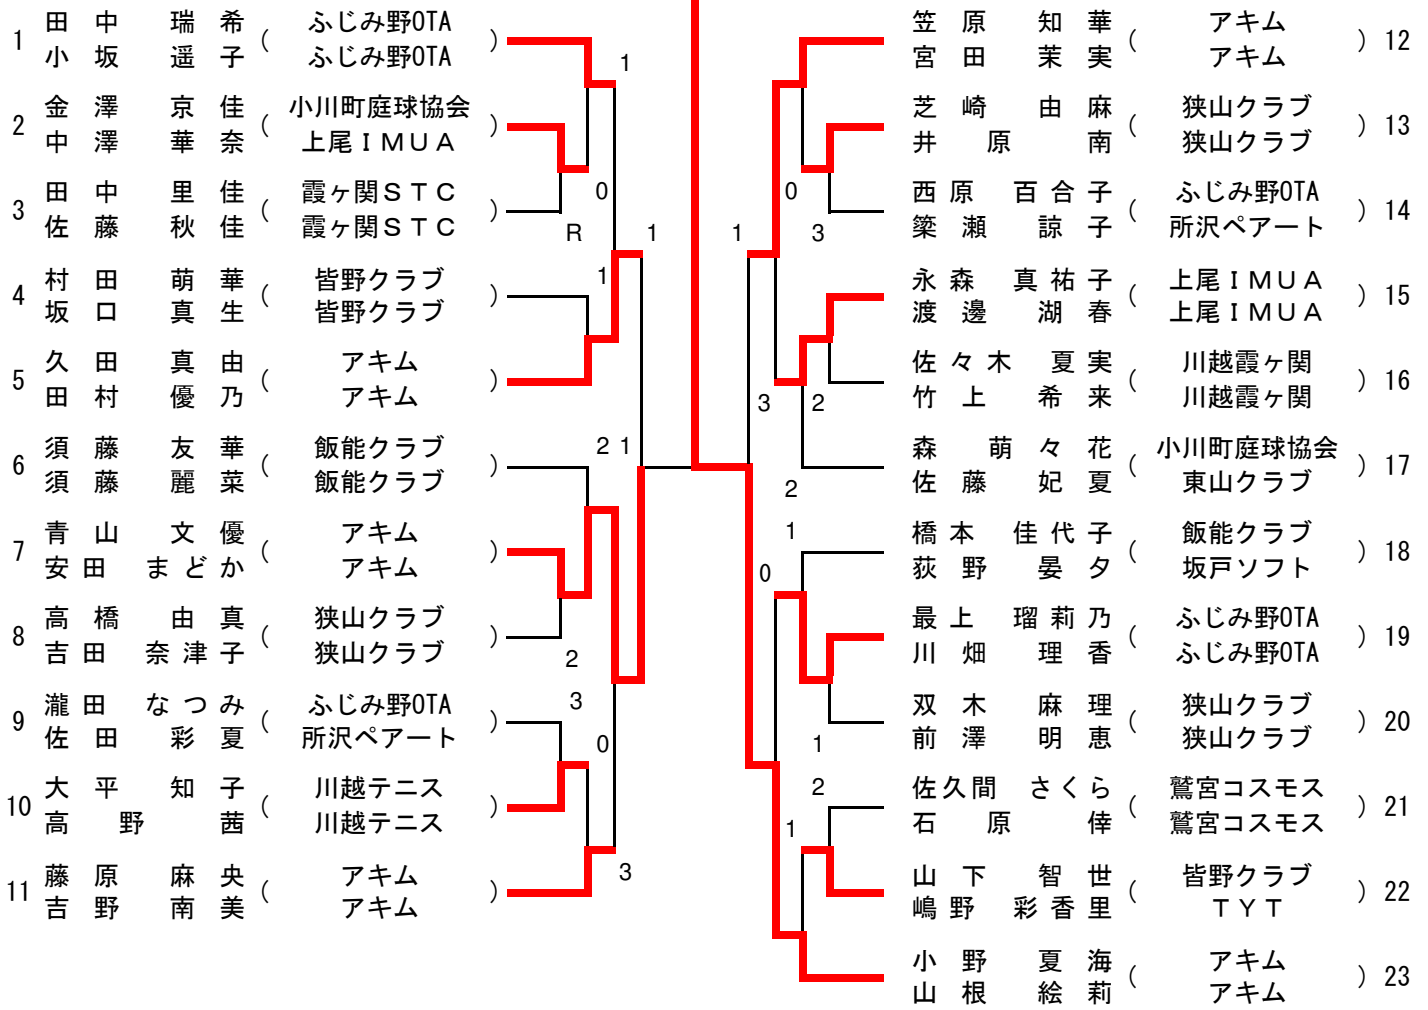 1 田中 瑞希 ( ふじみ野OTA )
小坂 遥子 ふじみ野OTA
2 金澤 京佳 ( 小川町庭球協会 )
中澤 華奈 上尾ＩＭＵＡ
3 田中 里佳 ( 霞ヶ関ＳＴＣ )
佐藤 秋佳 霞ヶ関ＳＴＣ
4 村田 萌華 ( 皆野クラブ )
坂口 真生 皆野クラブ
5 久田 真由 ( アキム )
田村 優乃 アキム
6 須藤 友華 ( 飯能クラブ )
須藤 麗菜 飯能クラブ
7 青山 文優 ( アキム )
安田 まどか アキム
8 高橋 由真 ( 狭山クラブ )
吉田 奈津子 狭山クラブ
9 瀧田 なつみ ( ふじみ野OTA )
佐田 彩夏 所沢ペアート
10 大平 知子 ( 川越テニス )
高野 茜 川越テニス
11 藤原 麻央 ( アキム )
吉野 南美 アキム
1
0
R
1
1
2 1
2
3
0
3
1
0
3
3 2
2
1
0
1
2
1
笠原 知華 ( アキム ) 12
宮田 茉実 アキム
芝崎 由麻 ( 狭山クラブ ) 13
井原 南 狭山クラブ
西原 百合子 ( ふじみ野OTA ) 14
簗瀬 諒子 所沢ペアート
永森 真祐子 ( 上尾ＩＭＵＡ ) 15
渡邊 湖春 上尾ＩＭＵＡ
佐々木 夏実 ( 川越霞ヶ関 ) 16
竹上 希来 川越霞ヶ関
森 萌々花 ( 小川町庭球協会 ) 17
佐藤 妃夏 東山クラブ
橋本 佳代子 ( 飯能クラブ ) 18
荻野 晏夕 坂戸ソフト
最上 瑠莉乃 ( ふじみ野OTA ) 19
川畑 理香 ふじみ野OTA
双木 麻理 ( 狭山クラブ ) 20
前澤 明恵 狭山クラブ
佐久間 さくら ( 鷲宮コスモス ) 21
石原 倖 鷲宮コスモス
山下 智世 ( 皆野クラブ ) 22
嶋野 彩香里 ＴＹＴ
小野 夏海 ( アキム ) 23
山根 絵莉 アキム